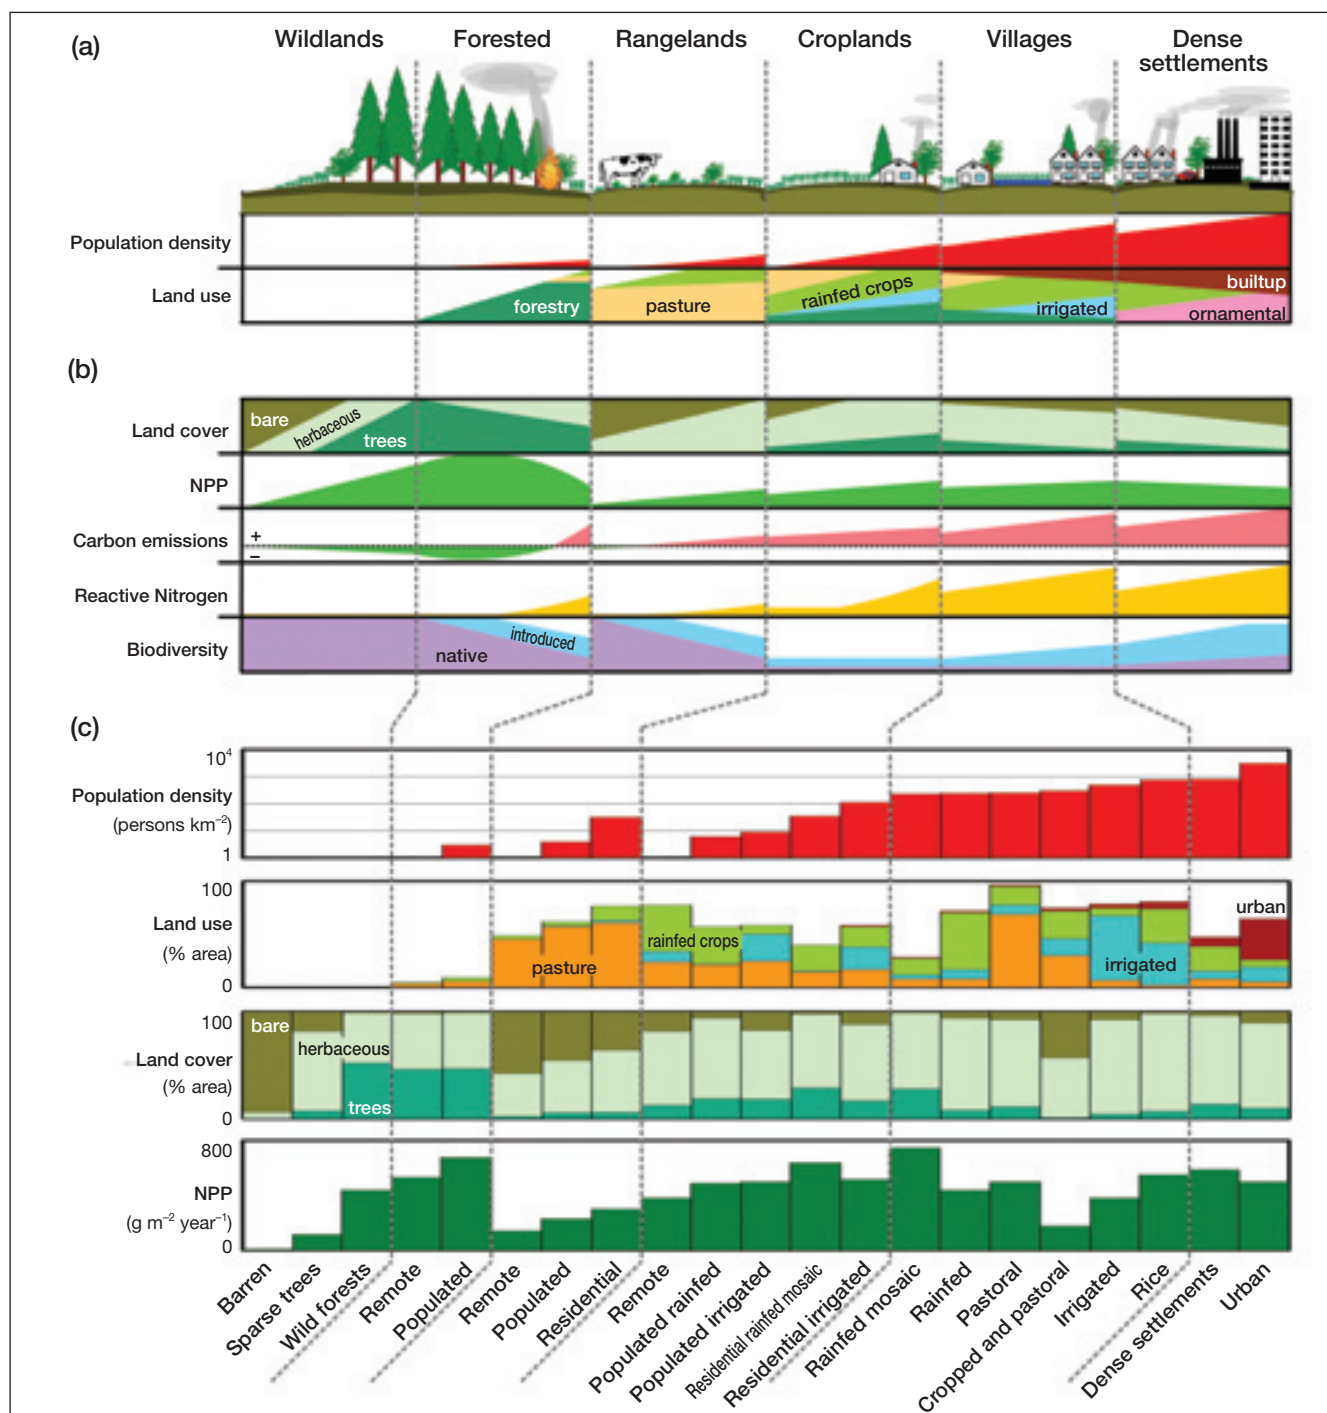 (a)
Wildlands Forested Rangelands Croplands Villages Dense
settlements
Population density
Land use
forestry pasture rainfed crops irrigated builtup
ornamental
(b)
Land cover
bare herbaceous trees
NPP
Carbon emissions
+
–
Reactive Nitrogen
Biodiversity
native introduced
(c)
Population density
(persons km⁻²)
10⁴
1
Land use
(% area)
100
0
pasture rainfed crops irrigated urban
Land cover
(% area)
100
0
bare herbaceous trees
NPP
(g m⁻² year⁻¹)
800
0
Barren
Sparse trees
Wild forests
Remote
Populated
Remote
Populated
Residential
Remote
Populated rainfed
Populated irrigated
Residential rainfed mosaic
Residential irrigated
Rainfed mosaic
Rainfed
Pastoral
Cropped and pastoral
Irrigated
Rice
Dense settlements
Urban